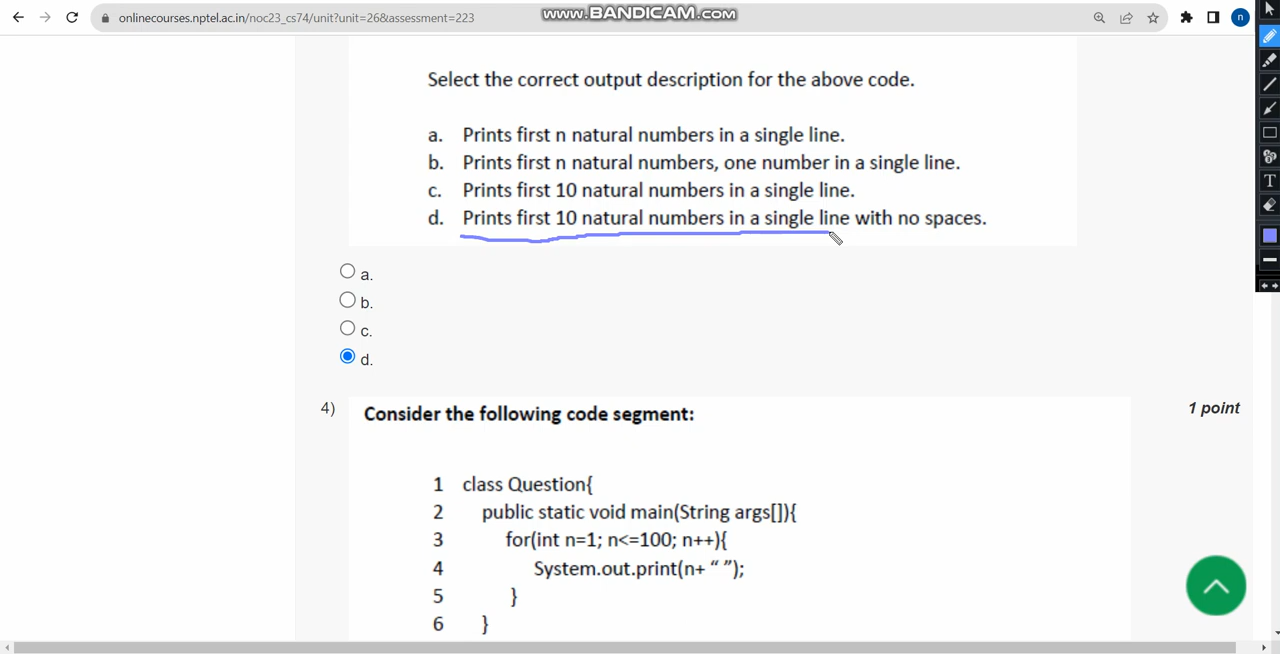 onlinecourses.nptel.ac.in/noc23_cs74/unit?unit=26&assessment=223
www.BANDICAM.com
n
Select the correct output description for the above code.
a. Prints first n natural numbers in a single line.
b. Prints first n natural numbers, one number in a single line.
c. Prints first 10 natural numbers in a single line.
d. Prints first 10 natural numbers in a single line with no spaces.
a.
b.
c.
d.
4) Consider the following code segment: 1 point
1 class Question{
2 public static void main(String args[]){
3 for(int n=1; n<=100; n++){
4 System.out.print(n+ “ ”);
5 }
6 }
T